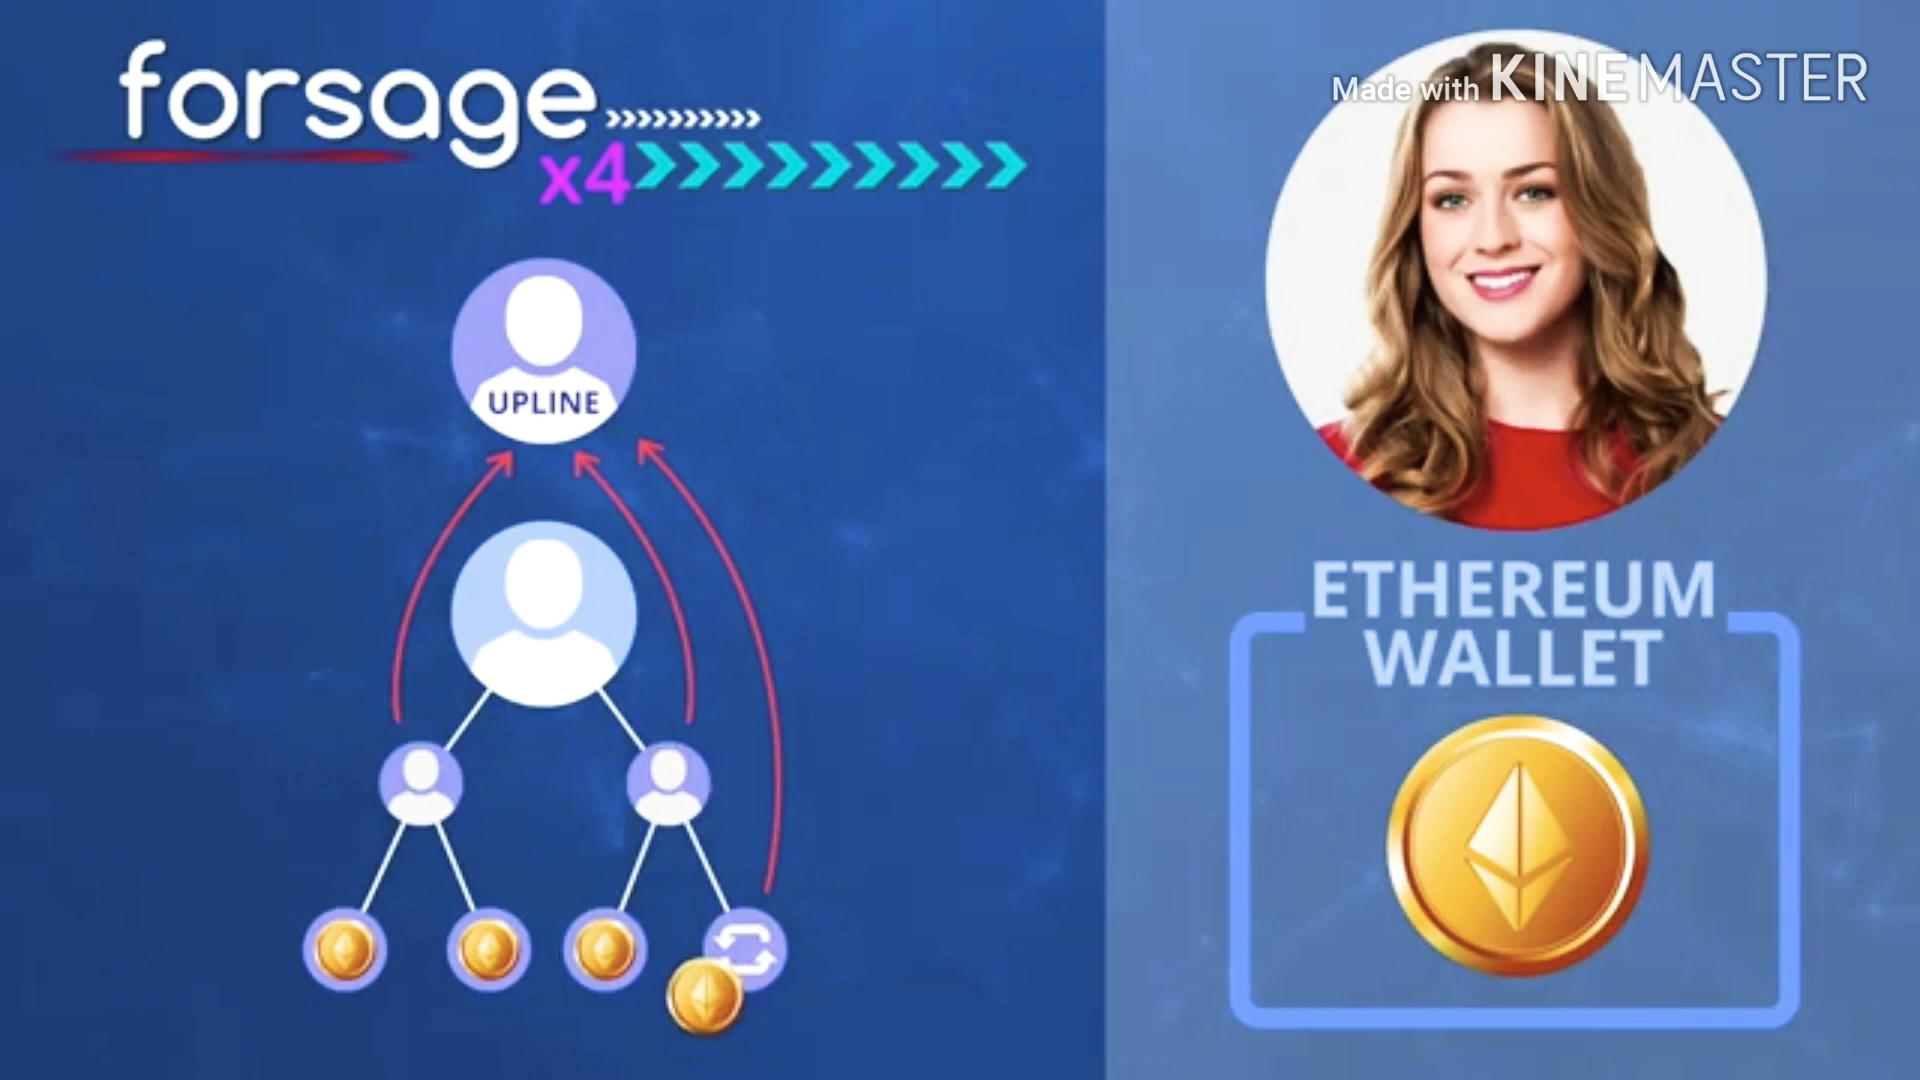 forsage
x4
UPLINE
Made with KINEMASTER
ETHEREUM
WALLET